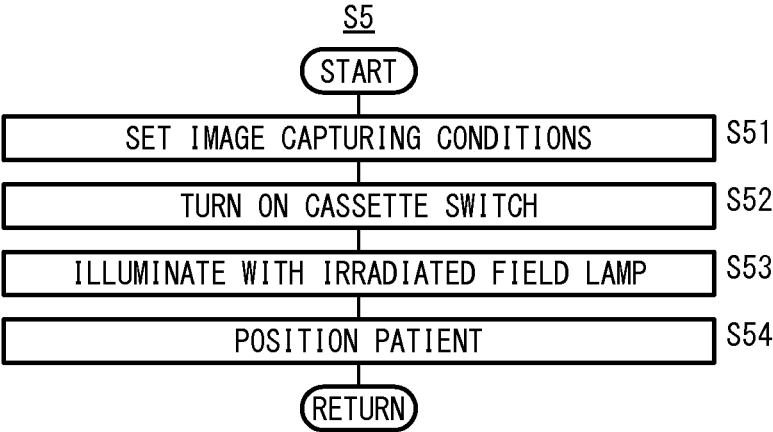 S5
START
SET IMAGE CAPTURING CONDITIONS S51
TURN ON CASSETTE SWITCH S52
ILLUMINATE WITH IRRADIATED FIELD LAMP S53
POSITION PATIENT S54
RETURN